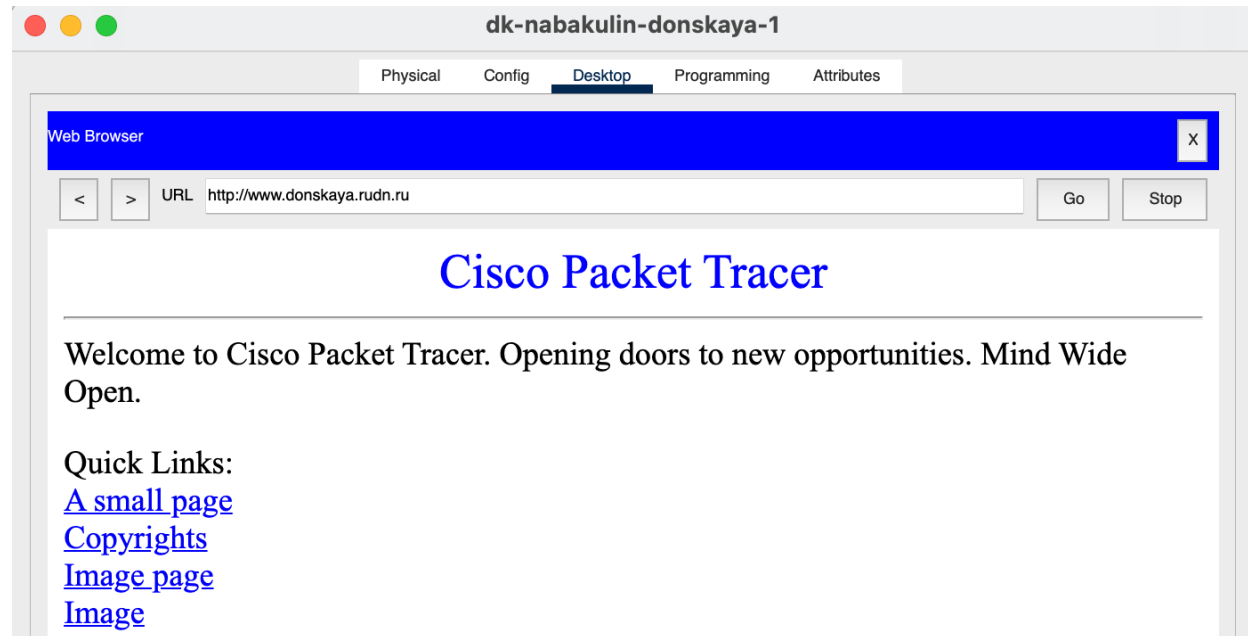 dk-nabakulin-donskaya-1
Physical Config Desktop Programming Attributes
Web Browser
X
< > URL http://www.donskaya.rudn.ru Go Stop
Cisco Packet Tracer
Welcome to Cisco Packet Tracer. Opening doors to new opportunities. Mind Wide
Open.
Quick Links:
A small page
Copyrights
Image page
Image